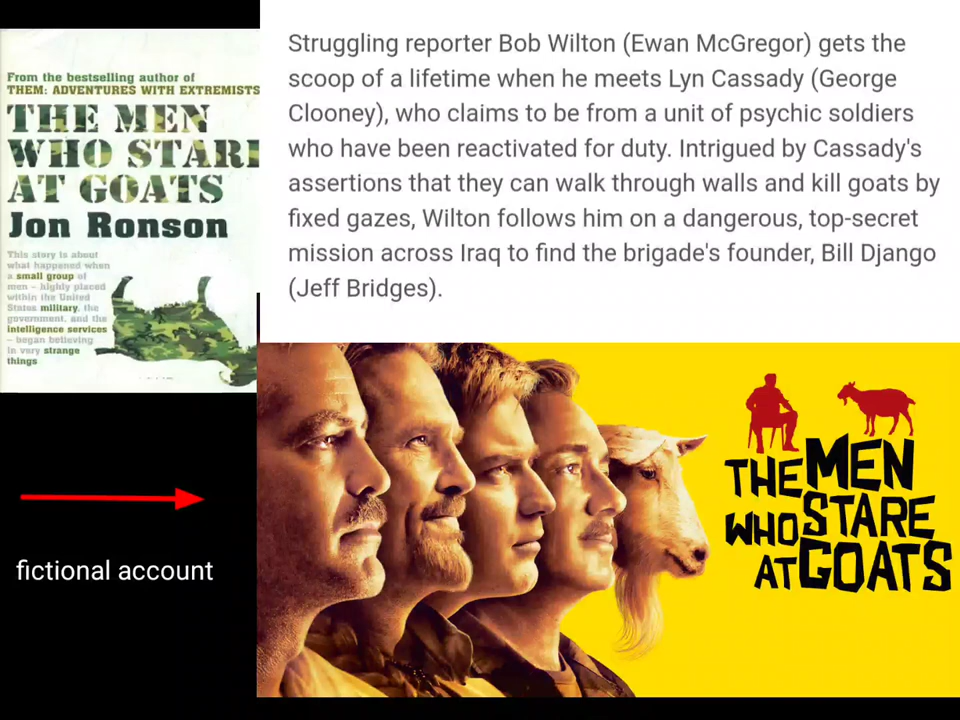 From the bestselling author of
THEM: ADVENTURES WITH EXTREMISTS
THE MEN
WHO STARE
AT GOATS
Jon Ronson
This story is about
what happened when
a small group of
men – highly placed
within the United
States military, the
government, and the
intelligence services
– began believing
in very strange
things
Struggling reporter Bob Wilton (Ewan McGregor) gets the
scoop of a lifetime when he meets Lyn Cassady (George
Clooney), who claims to be from a unit of psychic soldiers
who have been reactivated for duty. Intrigued by Cassady's
assertions that they can walk through walls and kill goats by
fixed gazes, Wilton follows him on a dangerous, top-secret
mission across Iraq to find the brigade's founder, Bill Django
(Jeff Bridges).
fictional account
THE MEN
WHO STARE
AT GOATS